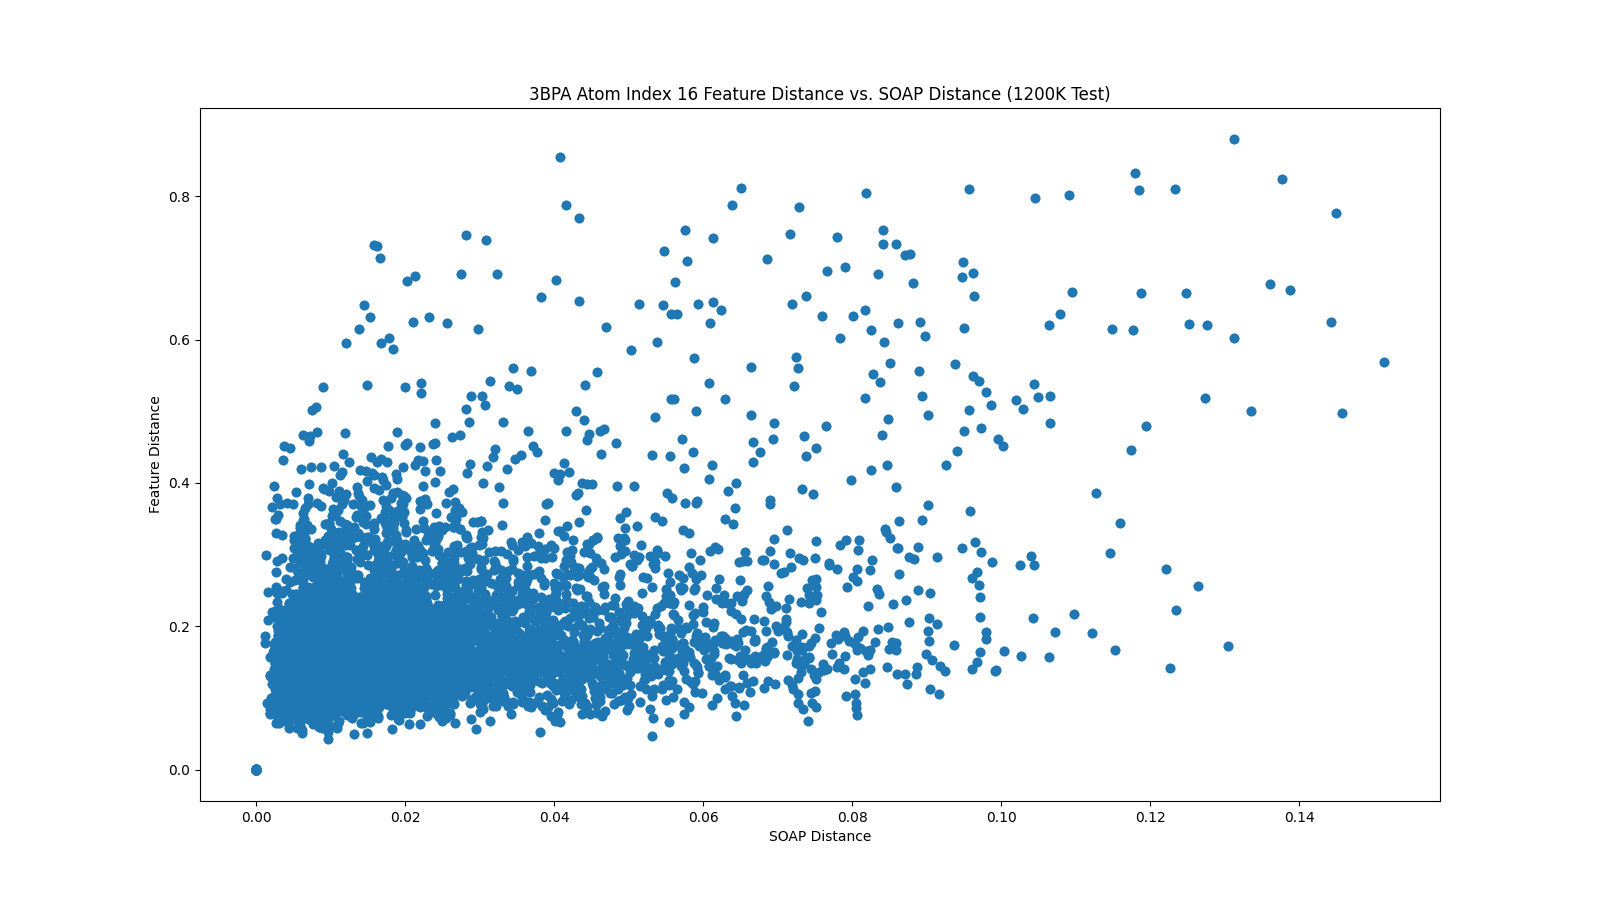 3BPA Atom Index 16 Feature Distance vs. SOAP Distance (1200K Test)
0.8
0.6
0.4
0.2
0.0
Feature Distance
0.00 0.02 0.04 0.06 0.08 0.10 0.12 0.14
SOAP Distance